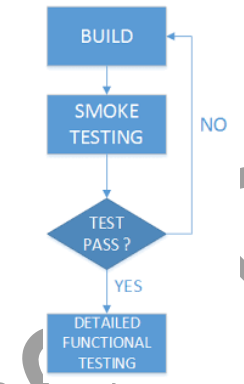 BUILD
SMOKE
TESTING
NO
TEST
PASS ?
YES
DETAILED
FUNCTIONAL
TESTING